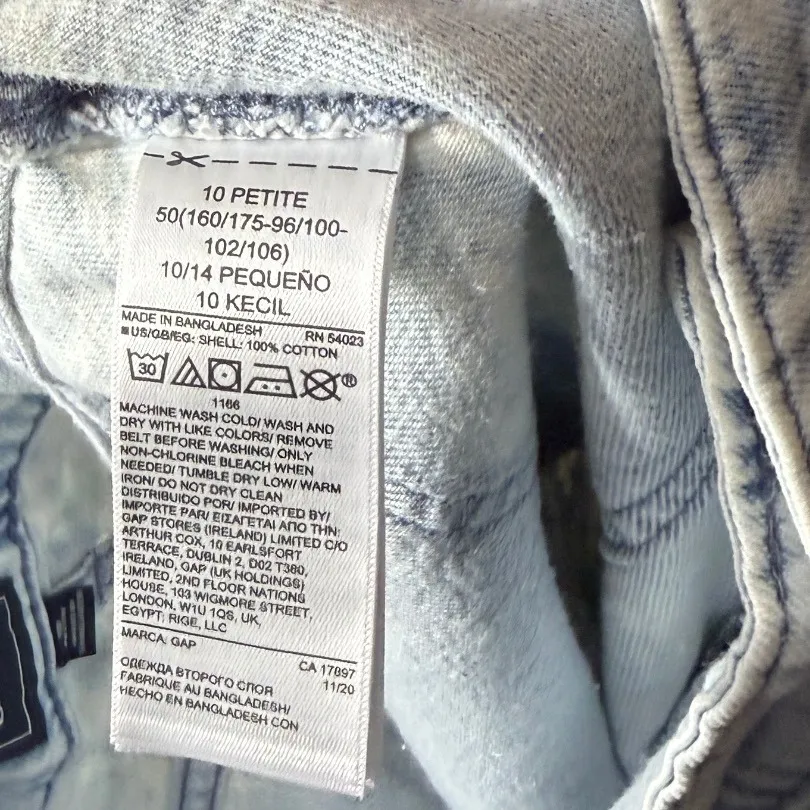 10 PETITE
50(160/175-96/100-
102/106)
10/14 PEQUEÑO
10 KECIL
MADE IN BANGLADESH RN 54023
■US/GB/EG: SHELL: 100% COTTON
30
®
1166
MACHINE WASH COLD/ WASH AND
DRY WITH LIKE COLORS/ REMOVE
BELT BEFORE WASHING/ ONLY
NON-CHLORINE BLEACH WHEN
NEEDED/ TUMBLE DRY LOW/ WARM
IRON/ DO NOT DRY CLEAN
DISTRIBUIDO POR/ IMPORTED BY/
IMPORTE PAR/ ΕΙΣΑΓΕΤΑΙ ΑΠΟ ΤΗΝ:
GAP STORES (IRELAND) LIMITED C/O
ARTHUR COX, 10 EARLSFORT
TERRACE, DUBLIN 2, D02 T380,
IRELAND, GAP (UK HOLDINGS)
LIMITED, 2ND FLOOR NATIONS
HOUSE, 103 WIGMORE STREET,
LONDON, W1U 1QS, UK,
EGYPT: RIGE, LLC
MARCA: GAP
CA 17897
11/20
ОДЕЖДА ВТОРОГО СЛОЯ
FABRIQUE AU BANGLADESH/
HECHO EN BANGLADESH CON